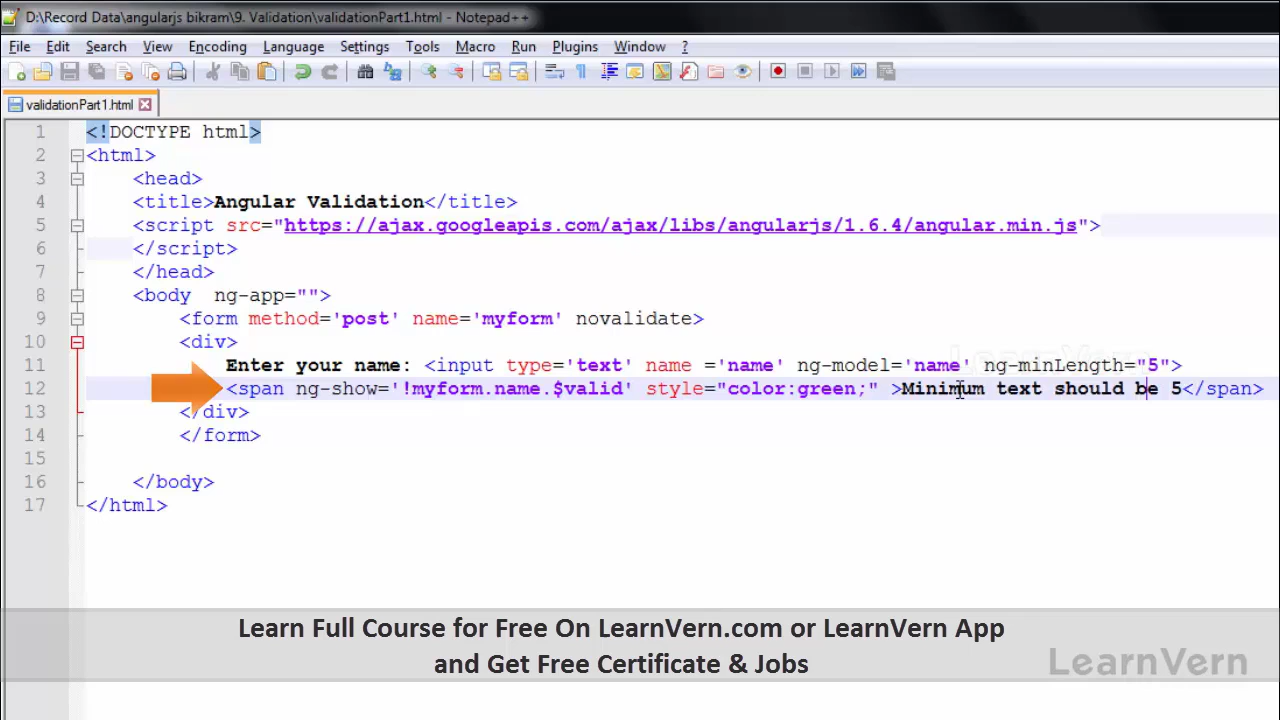 D:\Record Data\angularjs bikram\9. Validation\validationPart1.html - Notepad++
File Edit Search View Encoding Language Settings Tools Macro Run Plugins Window ?
validationPart1.html
1 <!DOCTYPE html>
2 <html>
3 <head>
4 <title>Angular Validation</title>
5 <script src="https://ajax.googleapis.com/ajax/libs/angularjs/1.6.4/angular.min.js">
6 </script>
7 </head>
8 <body ng-app="">
9 <form method='post' name='myform' novalidate>
10 <div>
11 Enter your name: <input type='text' name ='name' ng-model='name' ng-minLength="5">
12 <span ng-show='!myform.name.$valid' style="color:green;" >Minimum text should be 5</span>
13 </div>
14 </form>
15
16 </body>
17 </html>
LearnVern
Learn Full Course for Free On LearnVern.com or LearnVern App
and Get Free Certificate & Jobs
LearnVern